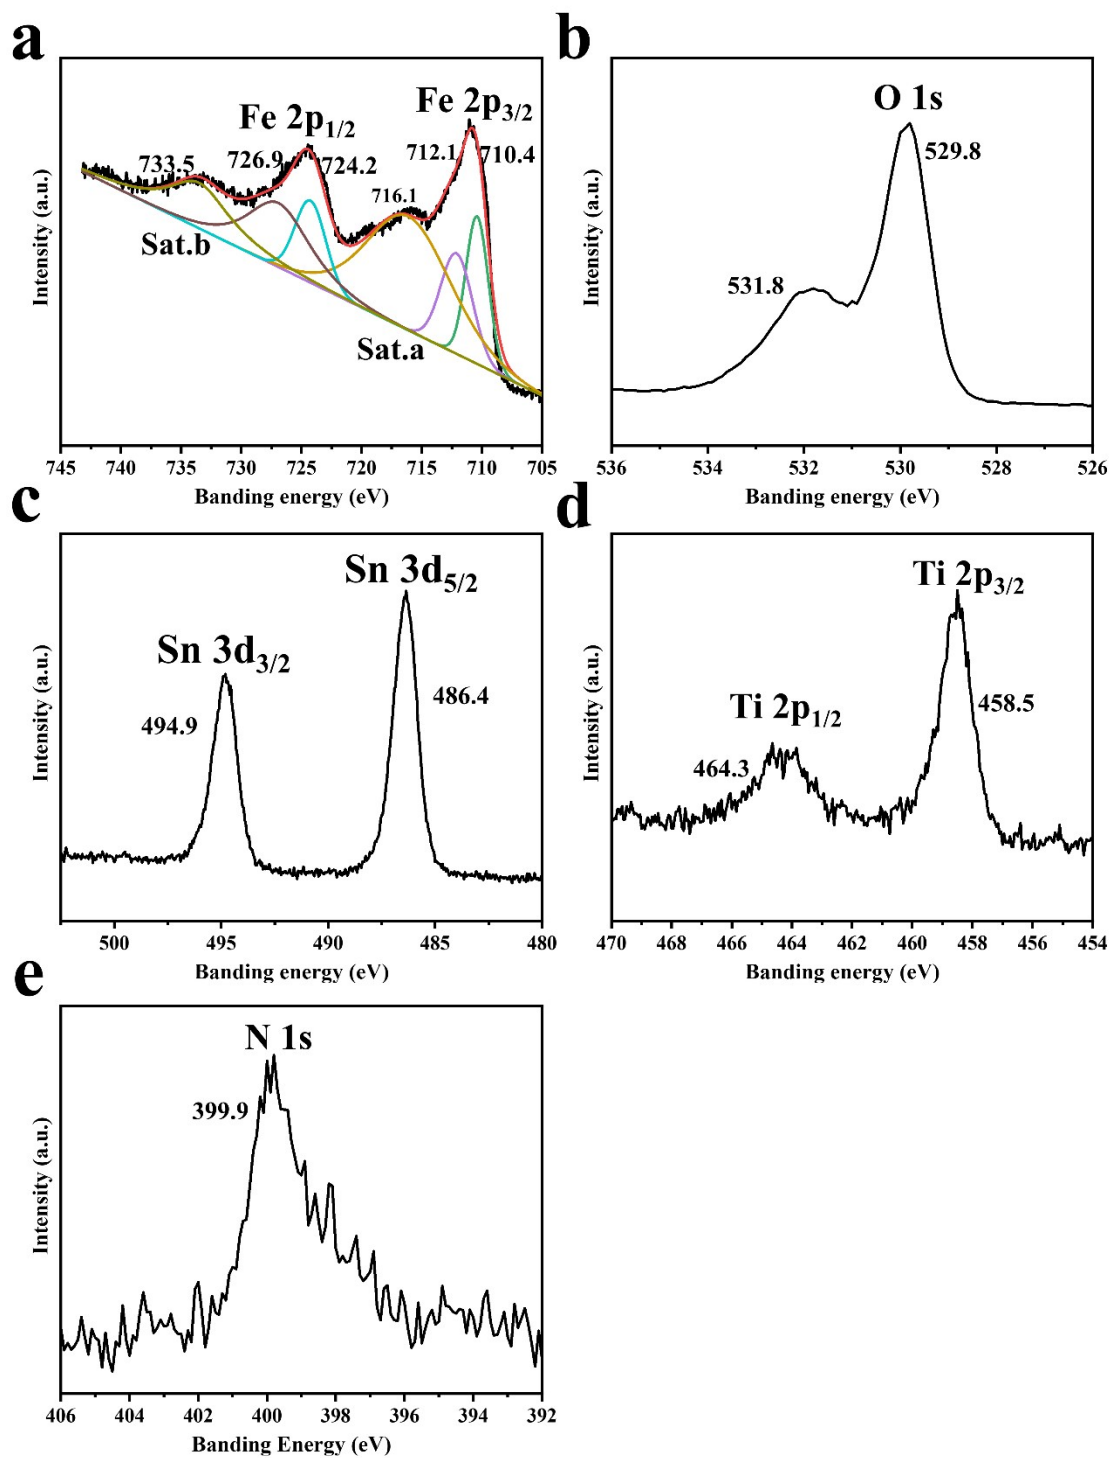 a
Fe 2p3/2
Fe 2p1/2
733.5
726.9
724.2
712.1
710.4
716.1
Sat.b
Sat.a
Intensity (a.u.)
745 740 735 730 725 720 715 710 705
Banding energy (eV)
b
O 1s
529.8
531.8
Intensity (a.u.)
536 534 532 530 528 526
Banding energy (eV)
c
Sn 3d5/2
Sn 3d3/2
486.4
494.9
Intensity (a.u.)
500 495 490 485 480
Banding energy (eV)
d
Ti 2p3/2
Ti 2p1/2
458.5
464.3
Intensity (a.u.)
470 468 466 464 462 460 458 456 454
Banding energy (eV)
e
N 1s
399.9
Intensity (a.u.)
406 404 402 400 398 396 394 392
Banding Energy (eV)